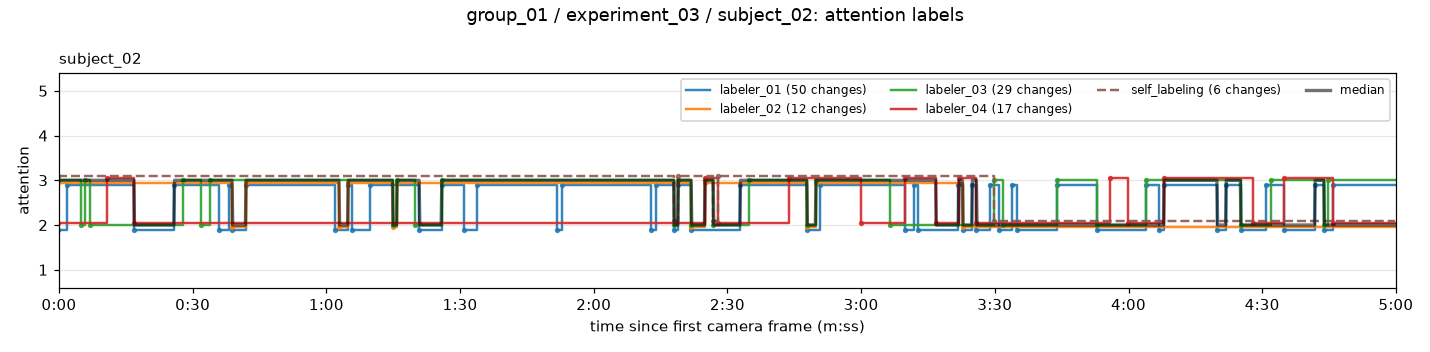 group_01 / experiment_03 / subject_02: attention labels
subject_02
labeler_01 (50 changes)
labeler_02 (12 changes)
labeler_03 (29 changes)
labeler_04 (17 changes)
self_labeling (6 changes)
median
5
4
3
2
1
attention
0:00 0:30 1:00 1:30 2:00 2:30 3:00 3:30 4:00 4:30 5:00
time since first camera frame (m:ss)